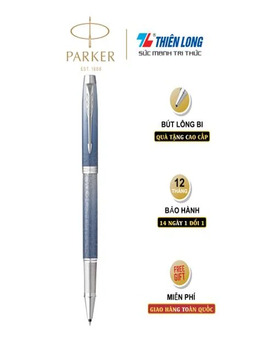 PARKER
EST. 1888
TL THIÊN LONG
SỨC MẠNH TRI THỨC
BÚT LÔNG BI
QUÀ TẶNG CAO CẤP
12
THÁNG
BẢO HÀNH
14 NGÀY 1 ĐỔI 1
FREE
GIFT
MIỄN PHÍ
GIAO HÀNG TOÀN QUỐC